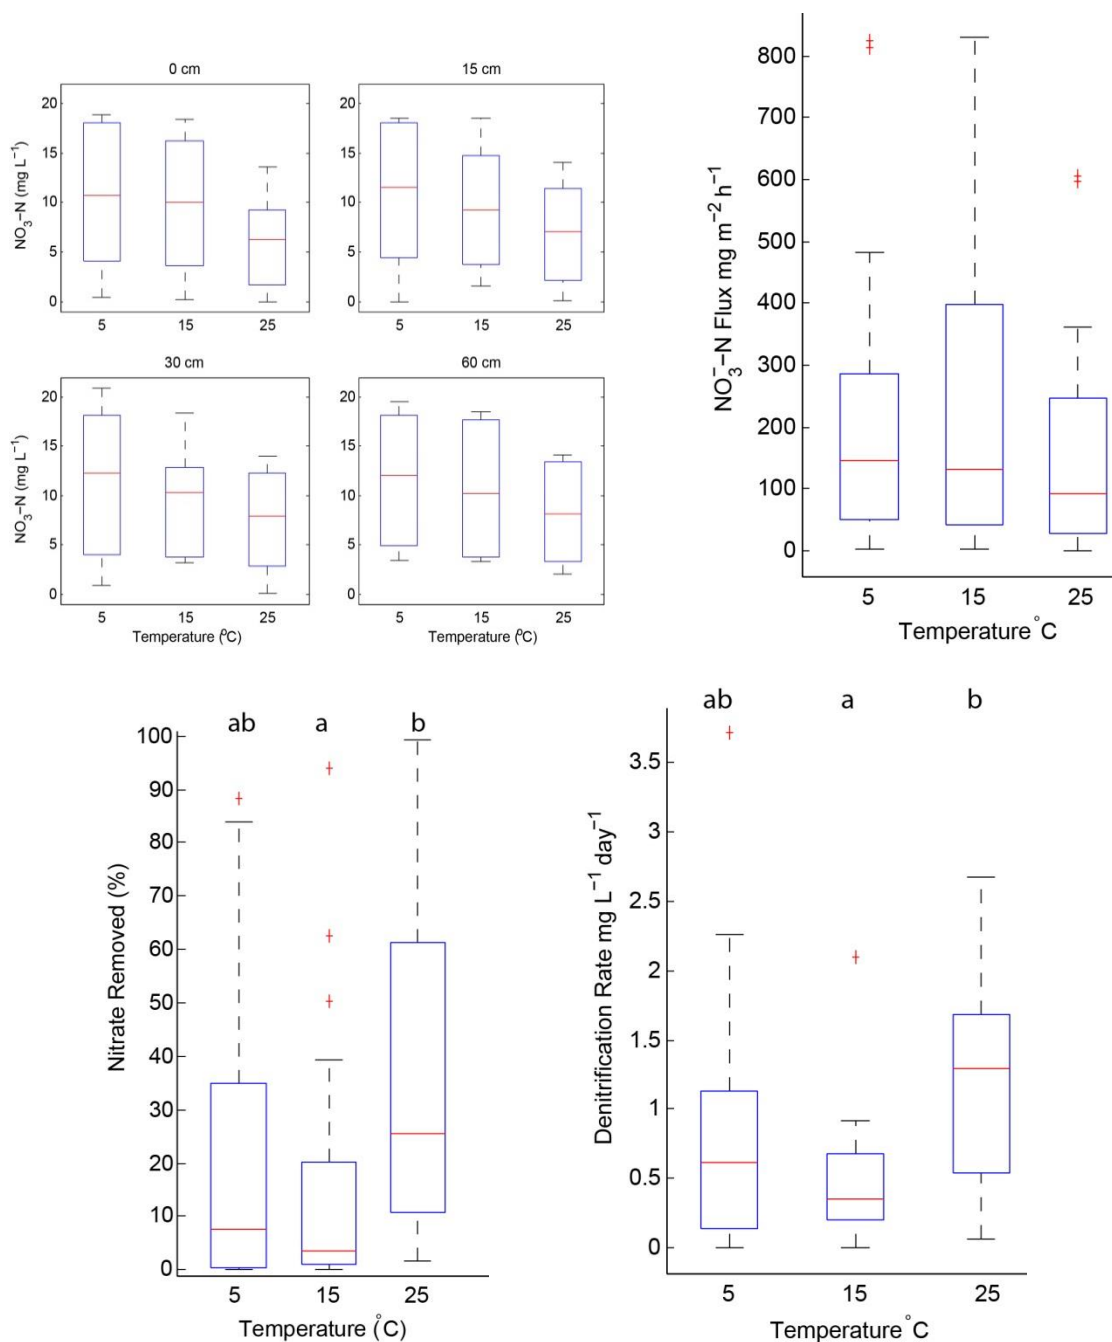 0 cm
15 cm
NO₃−N (mg L⁻¹)
20
15
10
5
0
5 15 25
20
15
10
5
0
5 15 25
30 cm
60 cm
NO₃−N (mg L⁻¹)
20
15
10
5
0
5 15 25
Temperature (⁰C)
20
15
10
5
0
5 15 25
Temperature (⁰C)
NO₃⁻−N Flux mg m⁻² h⁻¹
800
700
600
500
400
300
200
100
0
5 15 25
Temperature °C
ab a b
Nitrate Removed (%)
100
90
80
70
60
50
40
30
20
10
0
5 15 25
Temperature (°C)
ab a b
Denitrification Rate mg L⁻¹ day⁻¹
3.5
3
2.5
2
1.5
1
0.5
0
5 15 25
Temperature °C